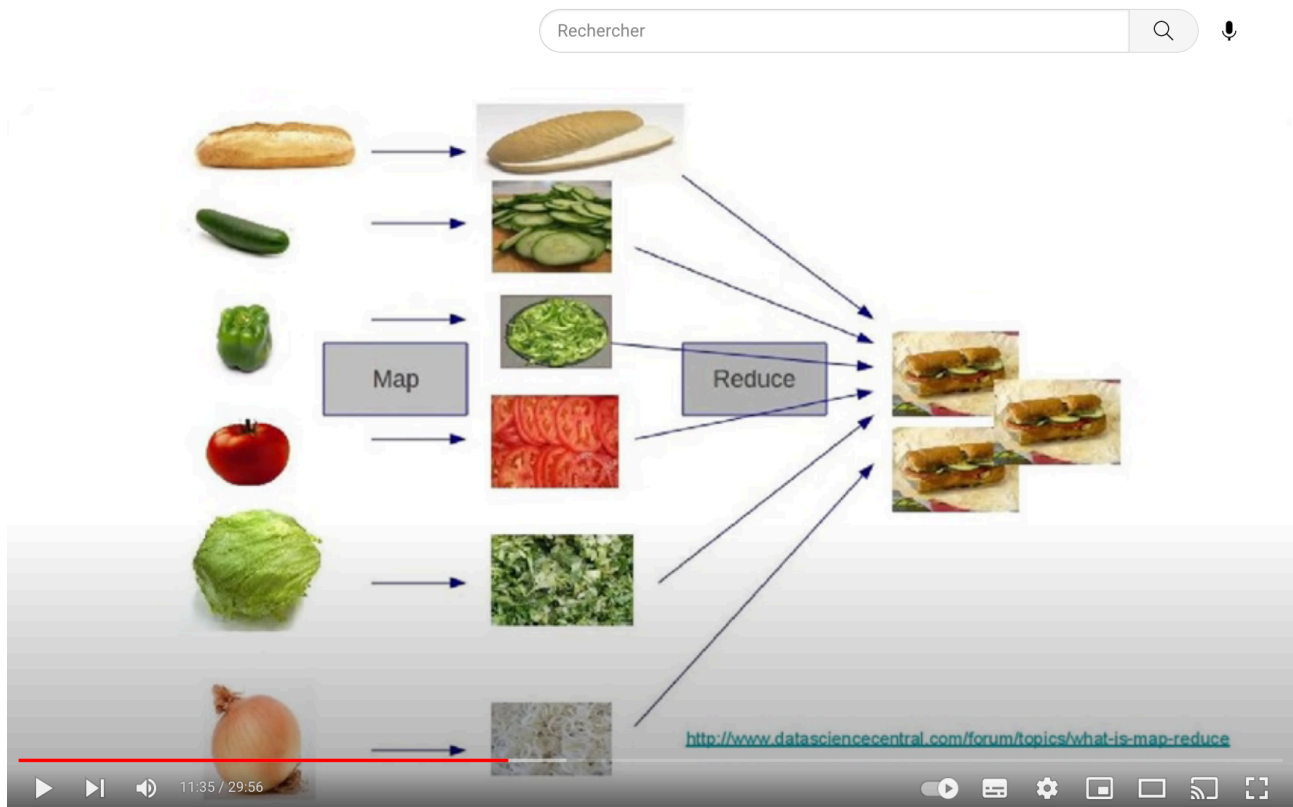 Rechercher
Map
Reduce
http://www.datasciencecentral.com/forum/topics/what-is-map-reduce
11:35 / 29:56